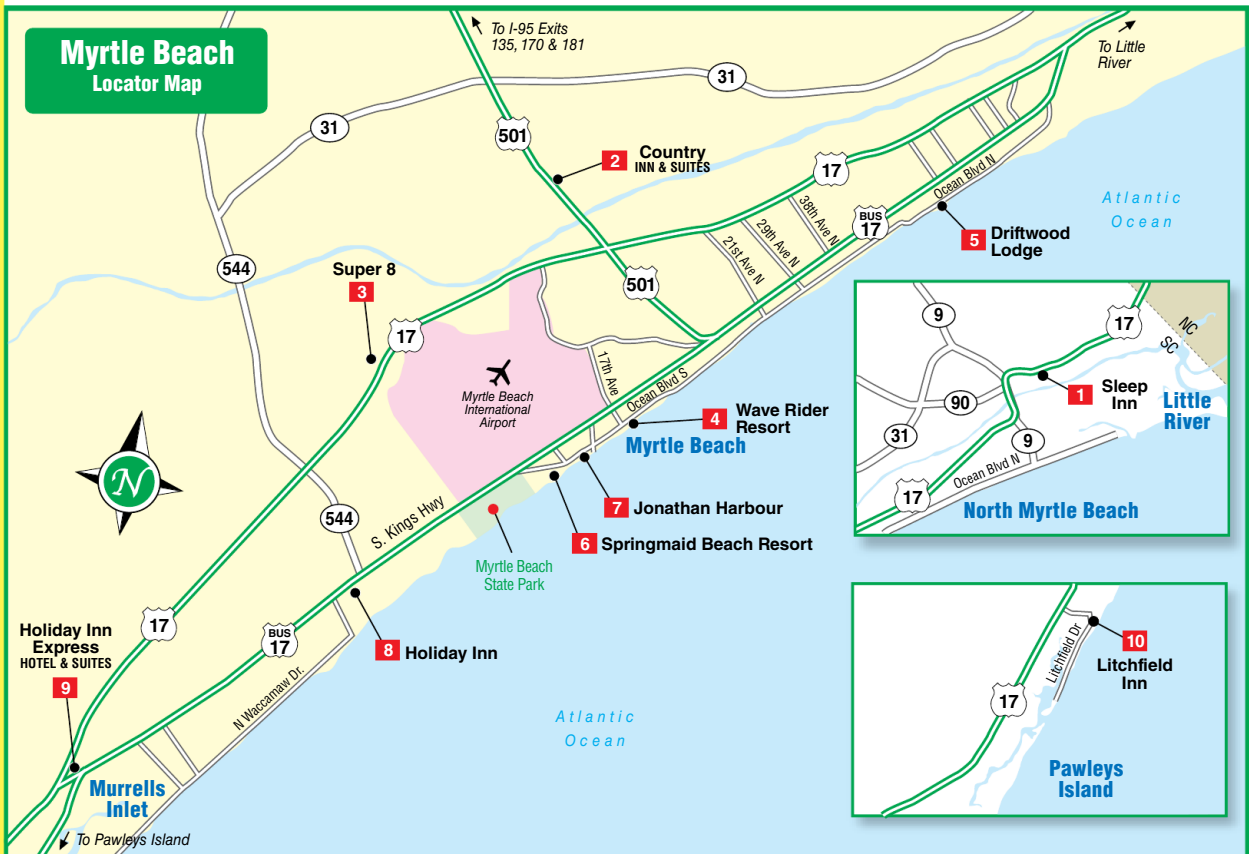 Myrtle Beach
Locator Map
To I-95 Exits
135, 170 & 181
To Little
River
31
31
501
2
Country
INN & SUITES
17
Ocean Blvd N
Atlantic
Ocean
38th Ave N
29th Ave N
21st Ave N
BUS
17
5
Driftwood
Lodge
544
Super 8
3
501
17
Myrtle Beach
International
Airport
17th Ave
Ocean Blvd S
4
Wave Rider
Resort
Myrtle Beach
N
7
Jonathan Harbour
544
S. Kings Hwy
6
Springmaid Beach Resort
Myrtle Beach
State Park
17
BUS
17
Holiday Inn
Express
HOTEL & SUITES
9
8
Holiday Inn
N Waccamaw Dr.
Atlantic
Ocean
Murrells
Inlet
To Pawleys Island
9
17
NC
SC
1
Sleep
Inn
Little
River
90
31
9
Ocean Blvd N
17
North Myrtle Beach
10
Litchfield
Inn
Litchfield Dr
17
Pawleys
Island